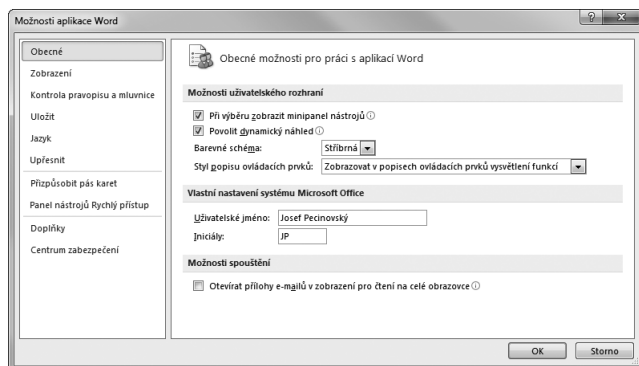 Možnosti aplikace Word
Obecné
Zobrazení
Kontrola pravopisu a mluvnice
Uložit
Jazyk
Upřesnit
Přizpůsobit pás karet
Panel nástrojů Rychlý přístup
Doplňky
Centrum zabezpečení
Obecné možnosti pro práci s aplikací Word
Možnosti uživatelského rozhraní
Při výběru zobrazit minipanel nástrojů
Povolit dynamický náhled
Barevné schéma: Stříbrná
Styl popisu ovládacích prvků: Zobrazovat v popisech ovládacích prvků vysvětlení funkcí
Vlastní nastavení systému Microsoft Office
Uživatelské jméno: Josef Pecinovský
Iniciály: JP
Možnosti spouštění
Otevírat přílohy e-mailů v zobrazení pro čtení na celé obrazovce
OK Storno